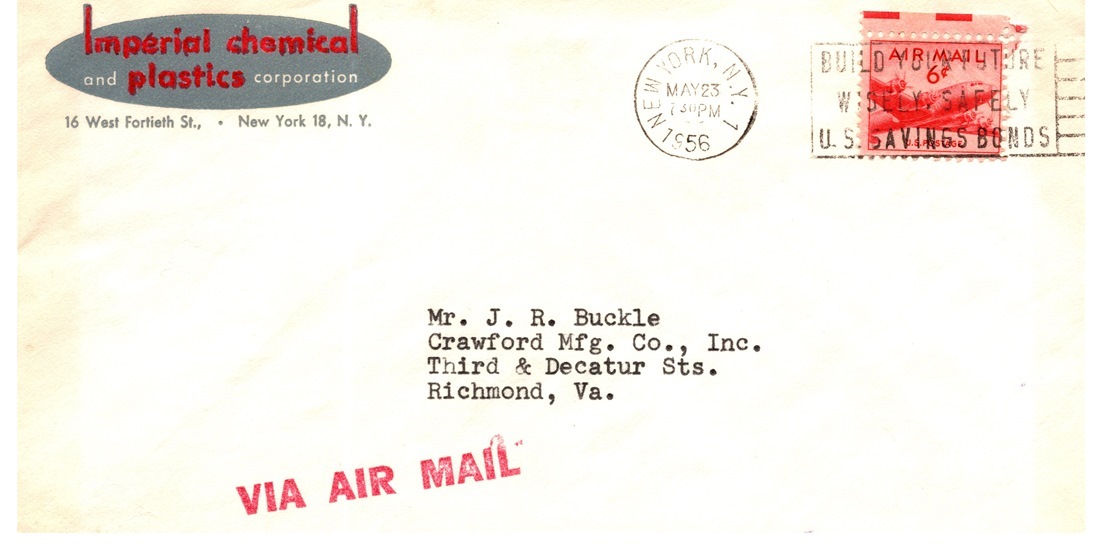 Imperial chemical
and plastics corporation
16 West Fortieth St., • New York 18, N. Y.
NEW YORK, N.Y. 1
MAY 23
7 30 PM
1956
BUILD YOUR FUTURE
WISELY, SAFELY
U.S. SAVINGS BONDS
AIR MAIL
6¢
U.S. POSTAGE
Mr. J. R. Buckle
Crawford Mfg. Co., Inc.
Third & Decatur Sts.
Richmond, Va.
VIA AIR MAIL